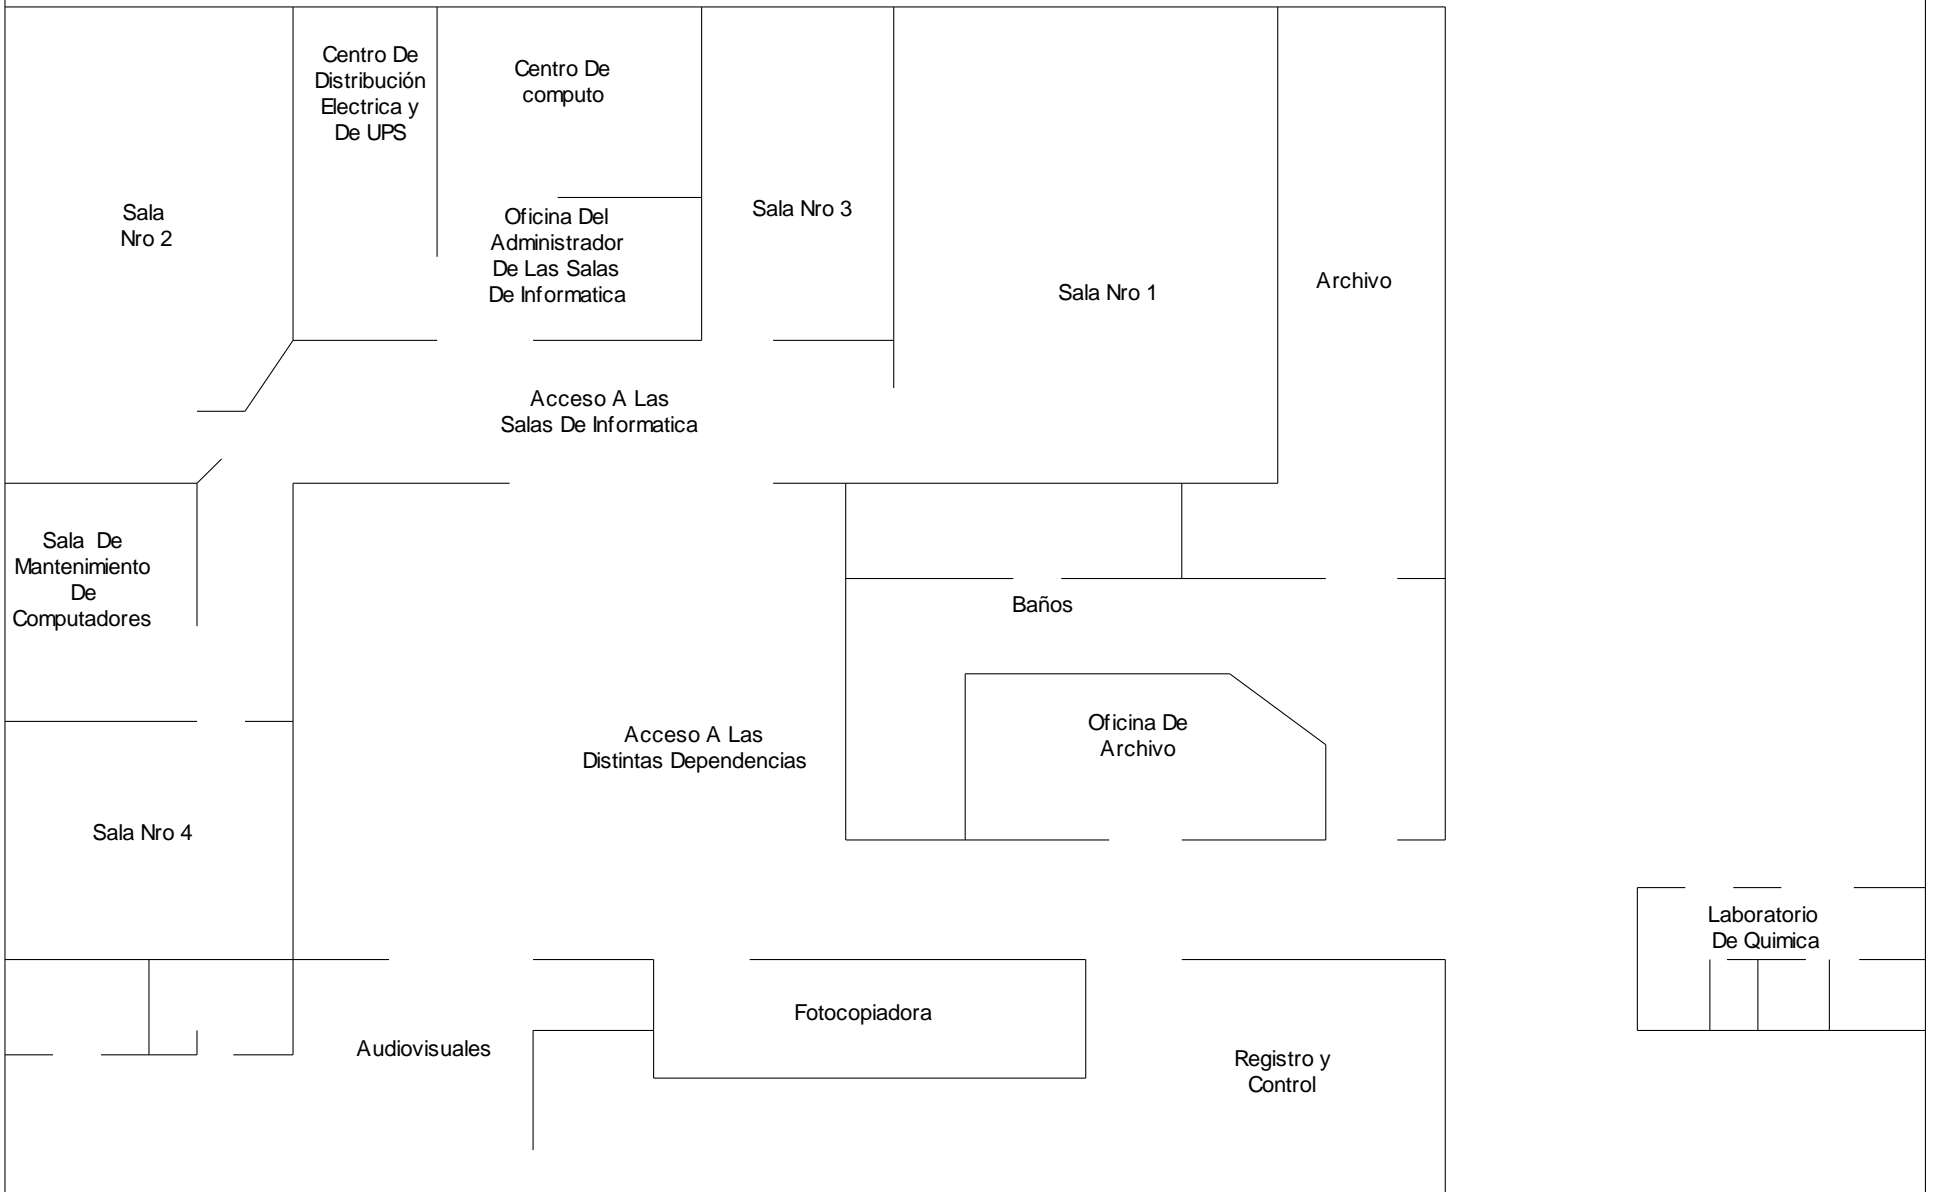 Centro De
Distribución
Electrica y
De UPS
Centro De
computo
Sala
Nro 2
Oficina Del
Administrador
De Las Salas
De Informatica
Sala Nro 3
Sala Nro 1
Archivo
Acceso A Las
Salas De Informatica
Sala De
Mantenimiento
De
Computadores
Baños
Acceso A Las
Distintas Dependencias
Oficina De
Archivo
Sala Nro 4
Laboratorio
De Quimica
Fotocopiadora
Audiovisuales
Registro y
Control